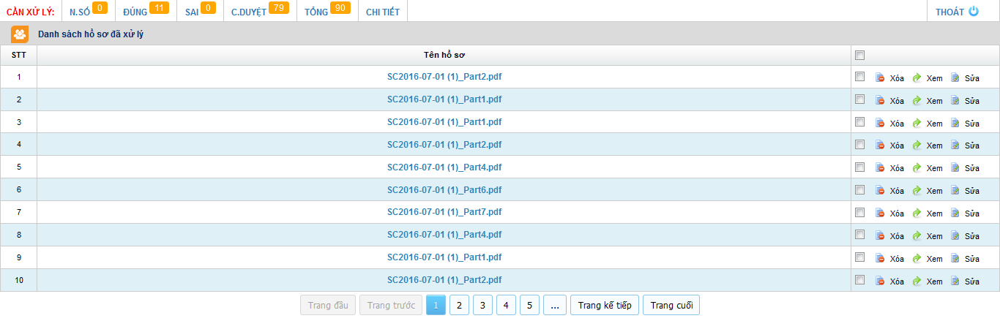 CẦN XỬ LÝ: N.SỐ 0 ĐÚNG 11 SAI 0 C.DUYỆT 79 TỔNG 90 CHI TIẾT THOÁT
Danh sách hồ sơ đã xử lý
STT Tên hồ sơ
1 SC2016-07-01 (1)_Part2.pdf Xóa Xem Sửa
2 SC2016-07-01 (1)_Part1.pdf Xóa Xem Sửa
3 SC2016-07-01 (1)_Part1.pdf Xóa Xem Sửa
4 SC2016-07-01 (1)_Part2.pdf Xóa Xem Sửa
5 SC2016-07-01 (1)_Part4.pdf Xóa Xem Sửa
6 SC2016-07-01 (1)_Part6.pdf Xóa Xem Sửa
7 SC2016-07-01 (1)_Part7.pdf Xóa Xem Sửa
8 SC2016-07-01 (1)_Part4.pdf Xóa Xem Sửa
9 SC2016-07-01 (1)_Part1.pdf Xóa Xem Sửa
10 SC2016-07-01 (1)_Part2.pdf Xóa Xem Sửa
Trang đầu Trang trước 1 2 3 4 5 ... Trang kế tiếp Trang cuối